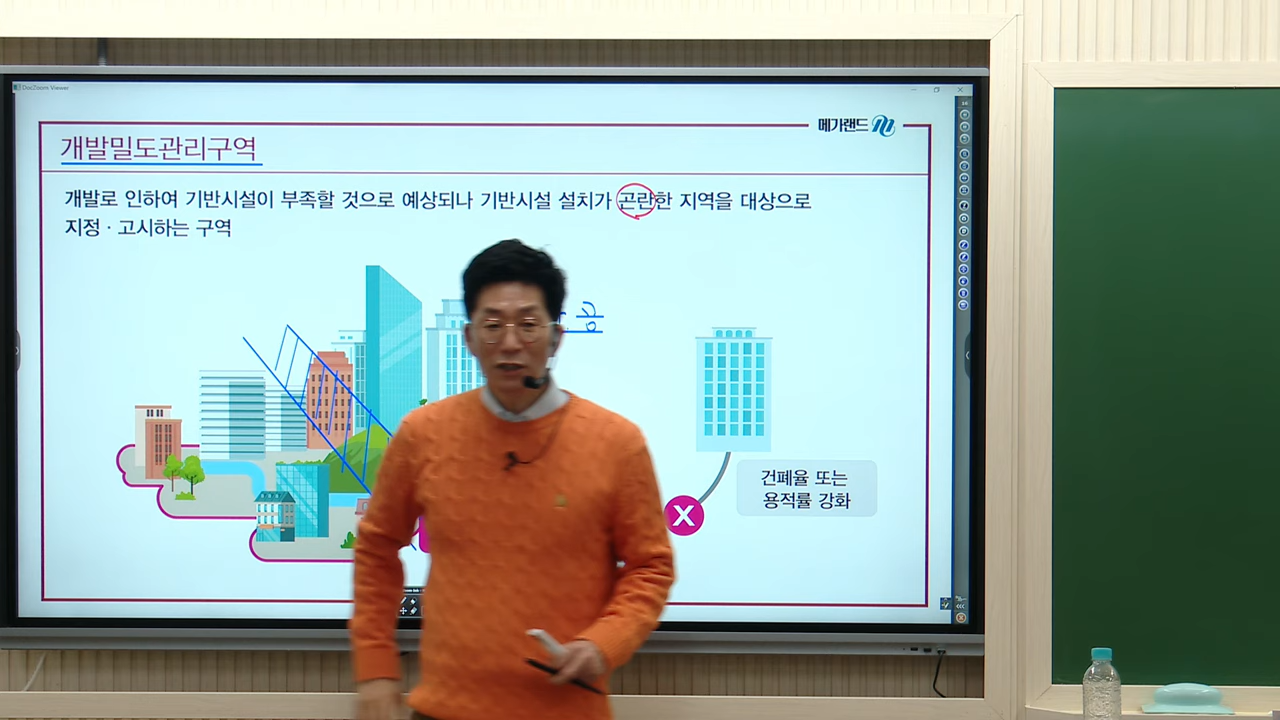 DocZoom Viewer
메가랜드
개발밀도관리구역
개발로 인하여 기반시설이 부족할 것으로 예상되나 기반시설 설치가 곤란한 지역을 대상으로
지정 · 고시하는 구역
건폐율 또는
용적률 강화